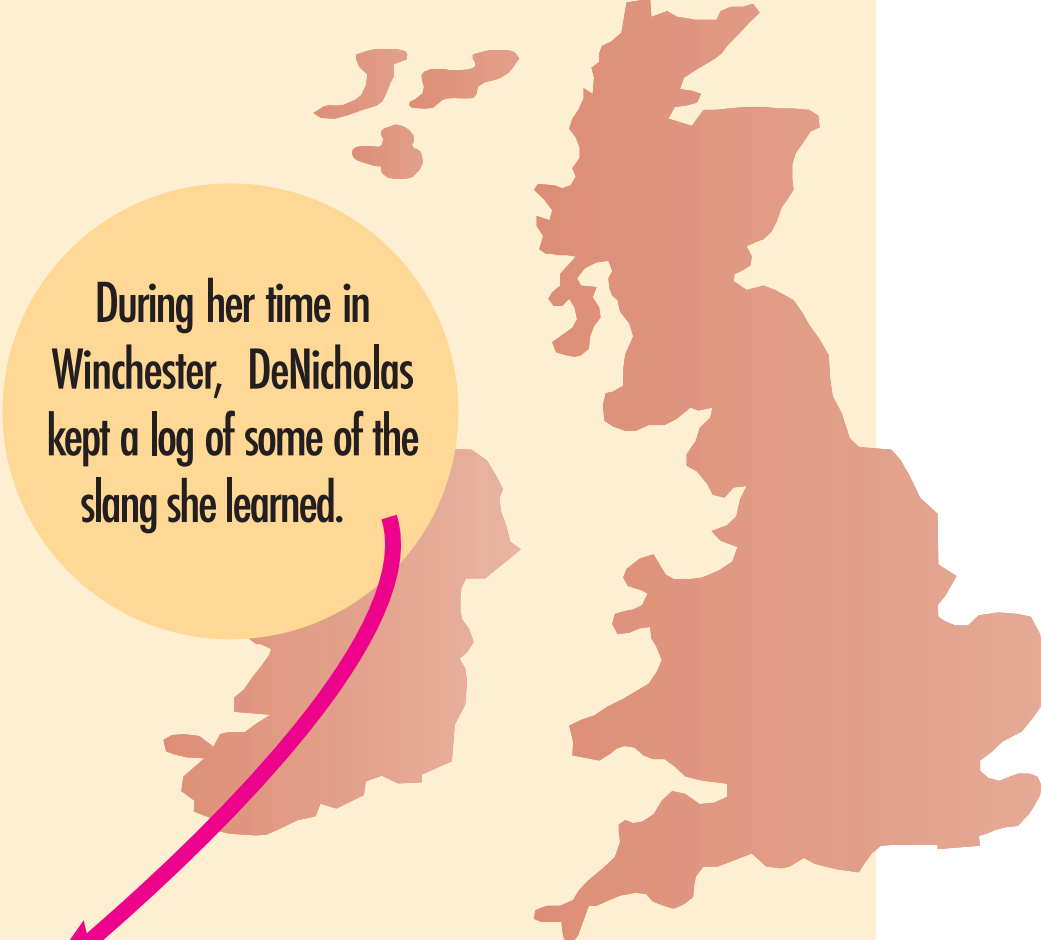 During her time in
Winchester, DeNicholas
kept a log of some of the
slang she learned.